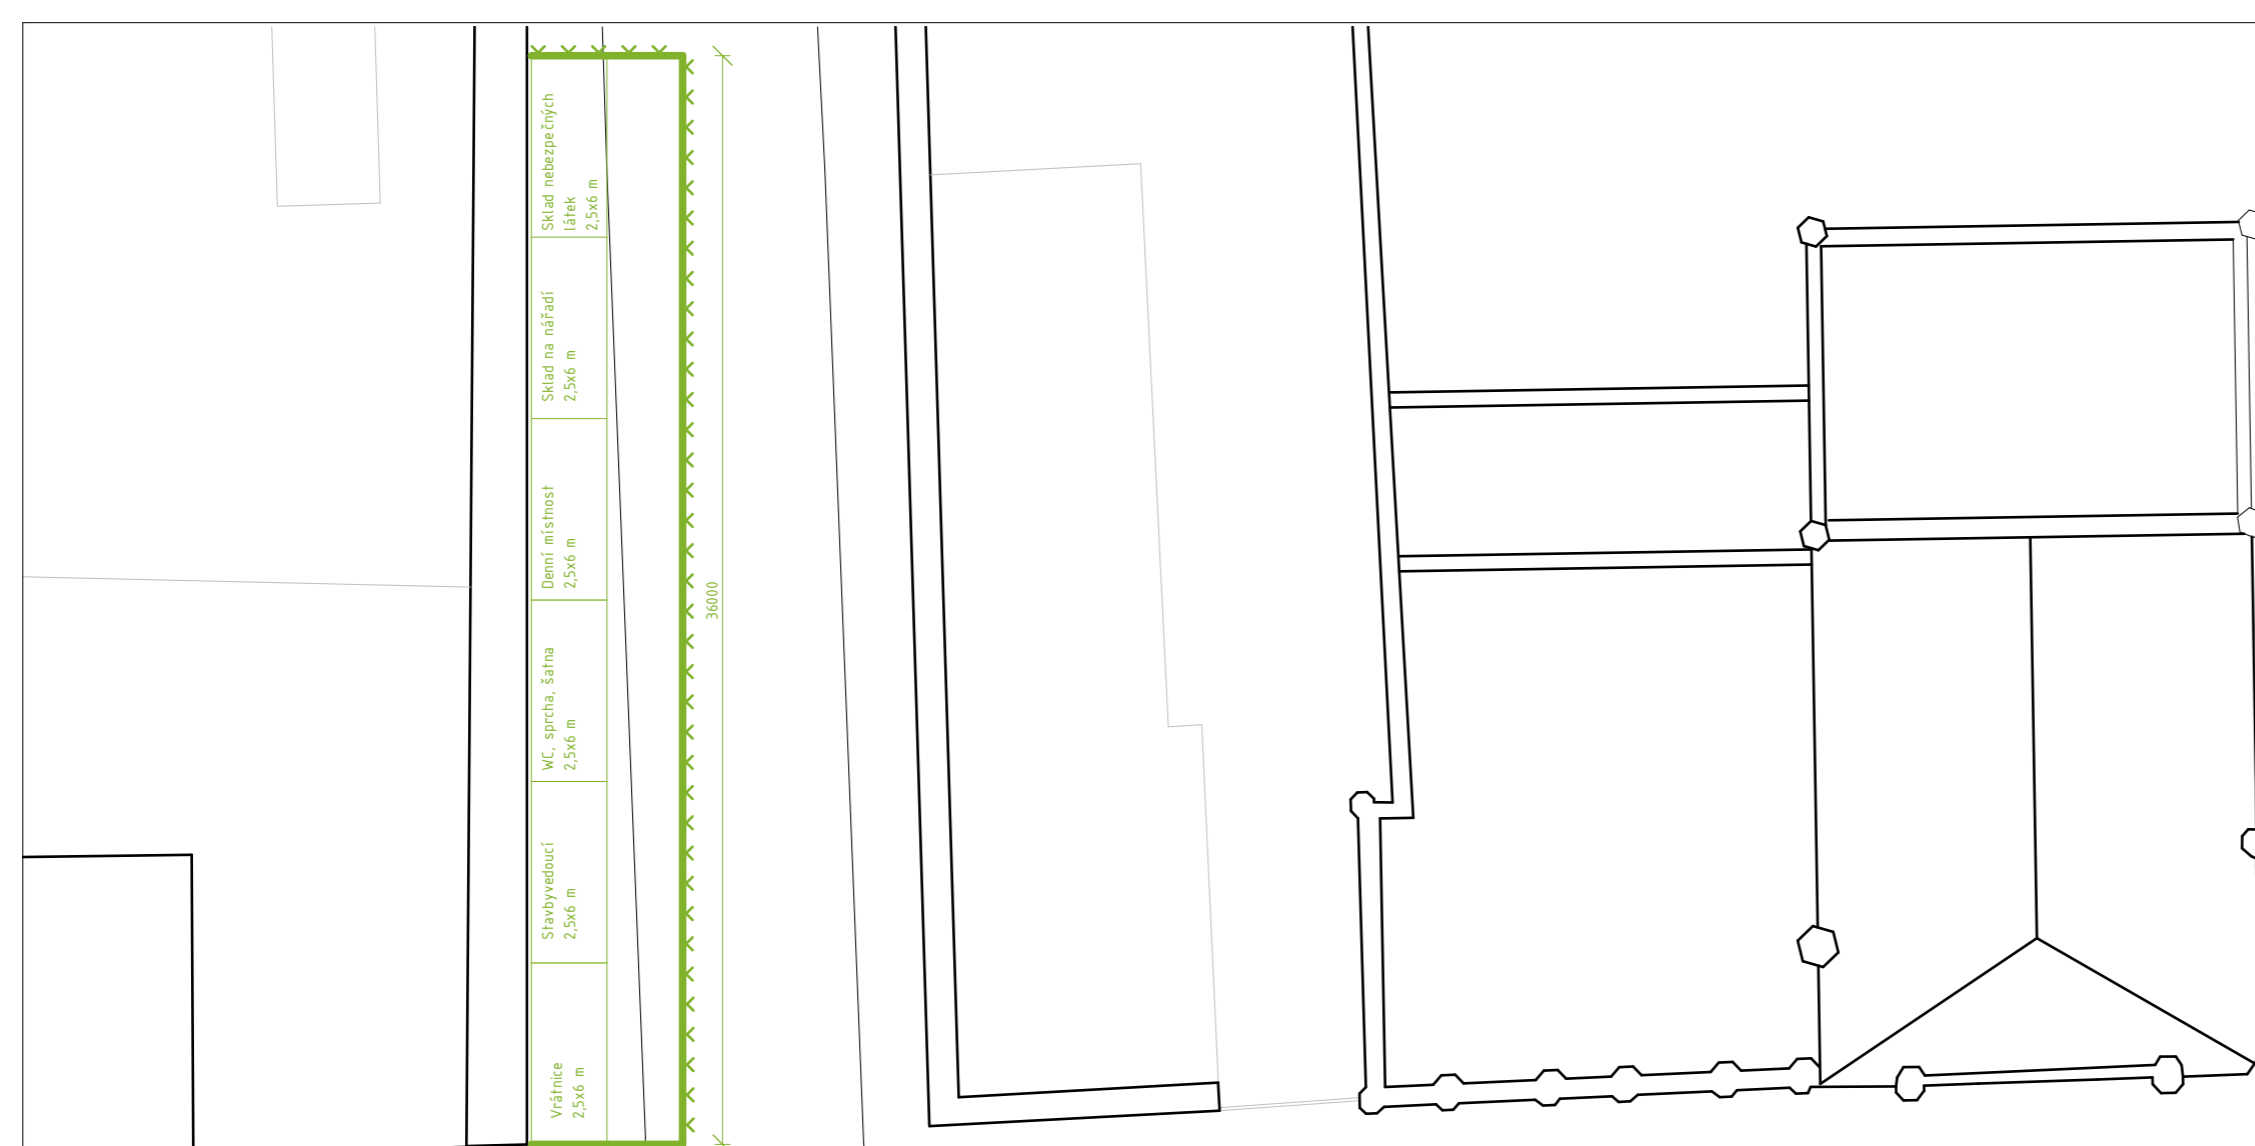 Sklad nebezpečných
látek
2,5x6 m
Sklad na nářadí
2,5x6 m
Denní místnost
2,5x6 m
WC, sprcha, šatna
2,5x6 m
Stavbyvedoucí
2,5x6 m
Vrátnice
2,5x6 m
36000